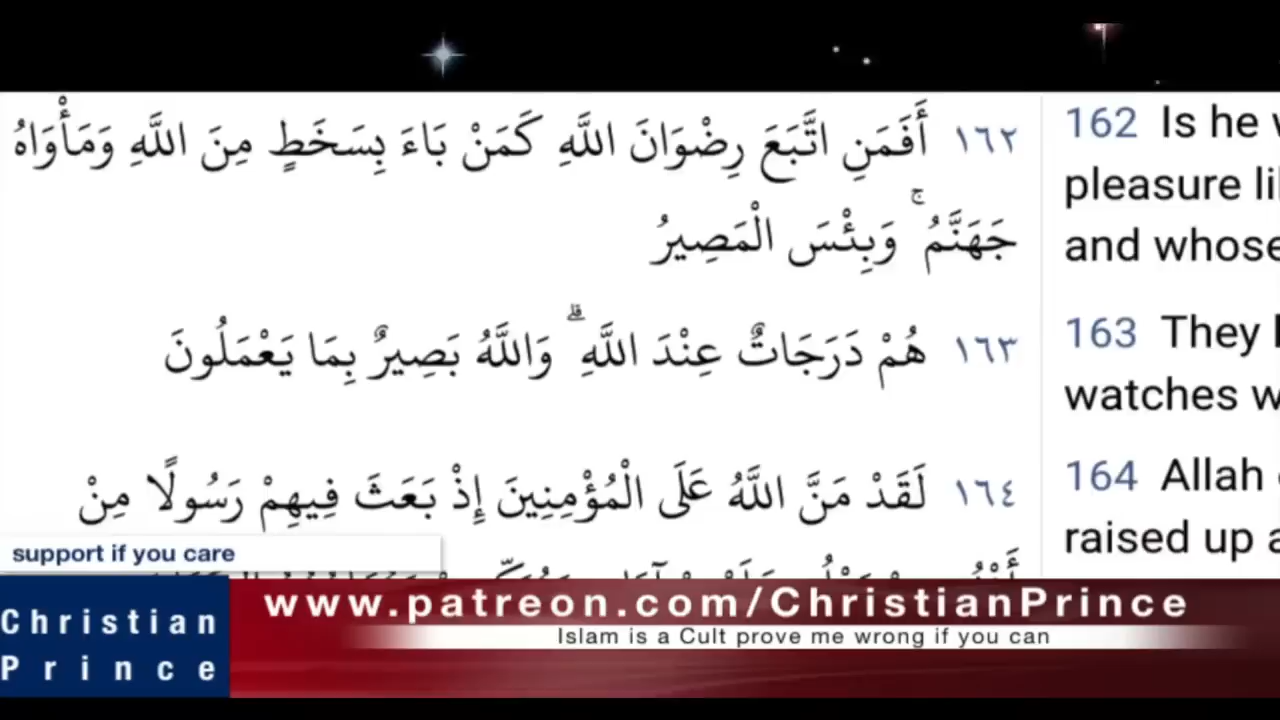 ١٦٢ أَفَمَنِ اتَّبَعَ رِضْوَانَ اللَّهِ كَمَنْ بَاءَ بِسَخَطٍ مِنَ اللَّهِ وَمَأْوَاهُ
جَهَنَّمُ ۚ وَبِئْسَ الْمَصِيرُ
١٦٣ هُمْ دَرَجَاتٌ عِنْدَ اللَّهِ ۗ وَاللَّهُ بَصِيرٌ بِمَا يَعْمَلُونَ
١٦٤ لَقَدْ مَنَّ اللَّهُ عَلَى الْمُؤْمِنِينَ إِذْ بَعَثَ فِيهِمْ رَسُولًا مِنْ
162 Is he
pleasure
and whose
163 They
watches
164 Allah
raised up
support if you care
Christian
Prince
www.patreon.com/ChristianPrince
Islam is a Cult prove me wrong if you can